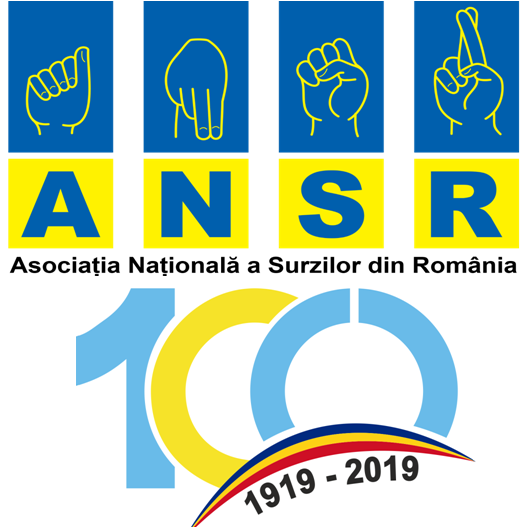 ANSR
Asociația Națională a Surzilor din România
100
1919 - 2019